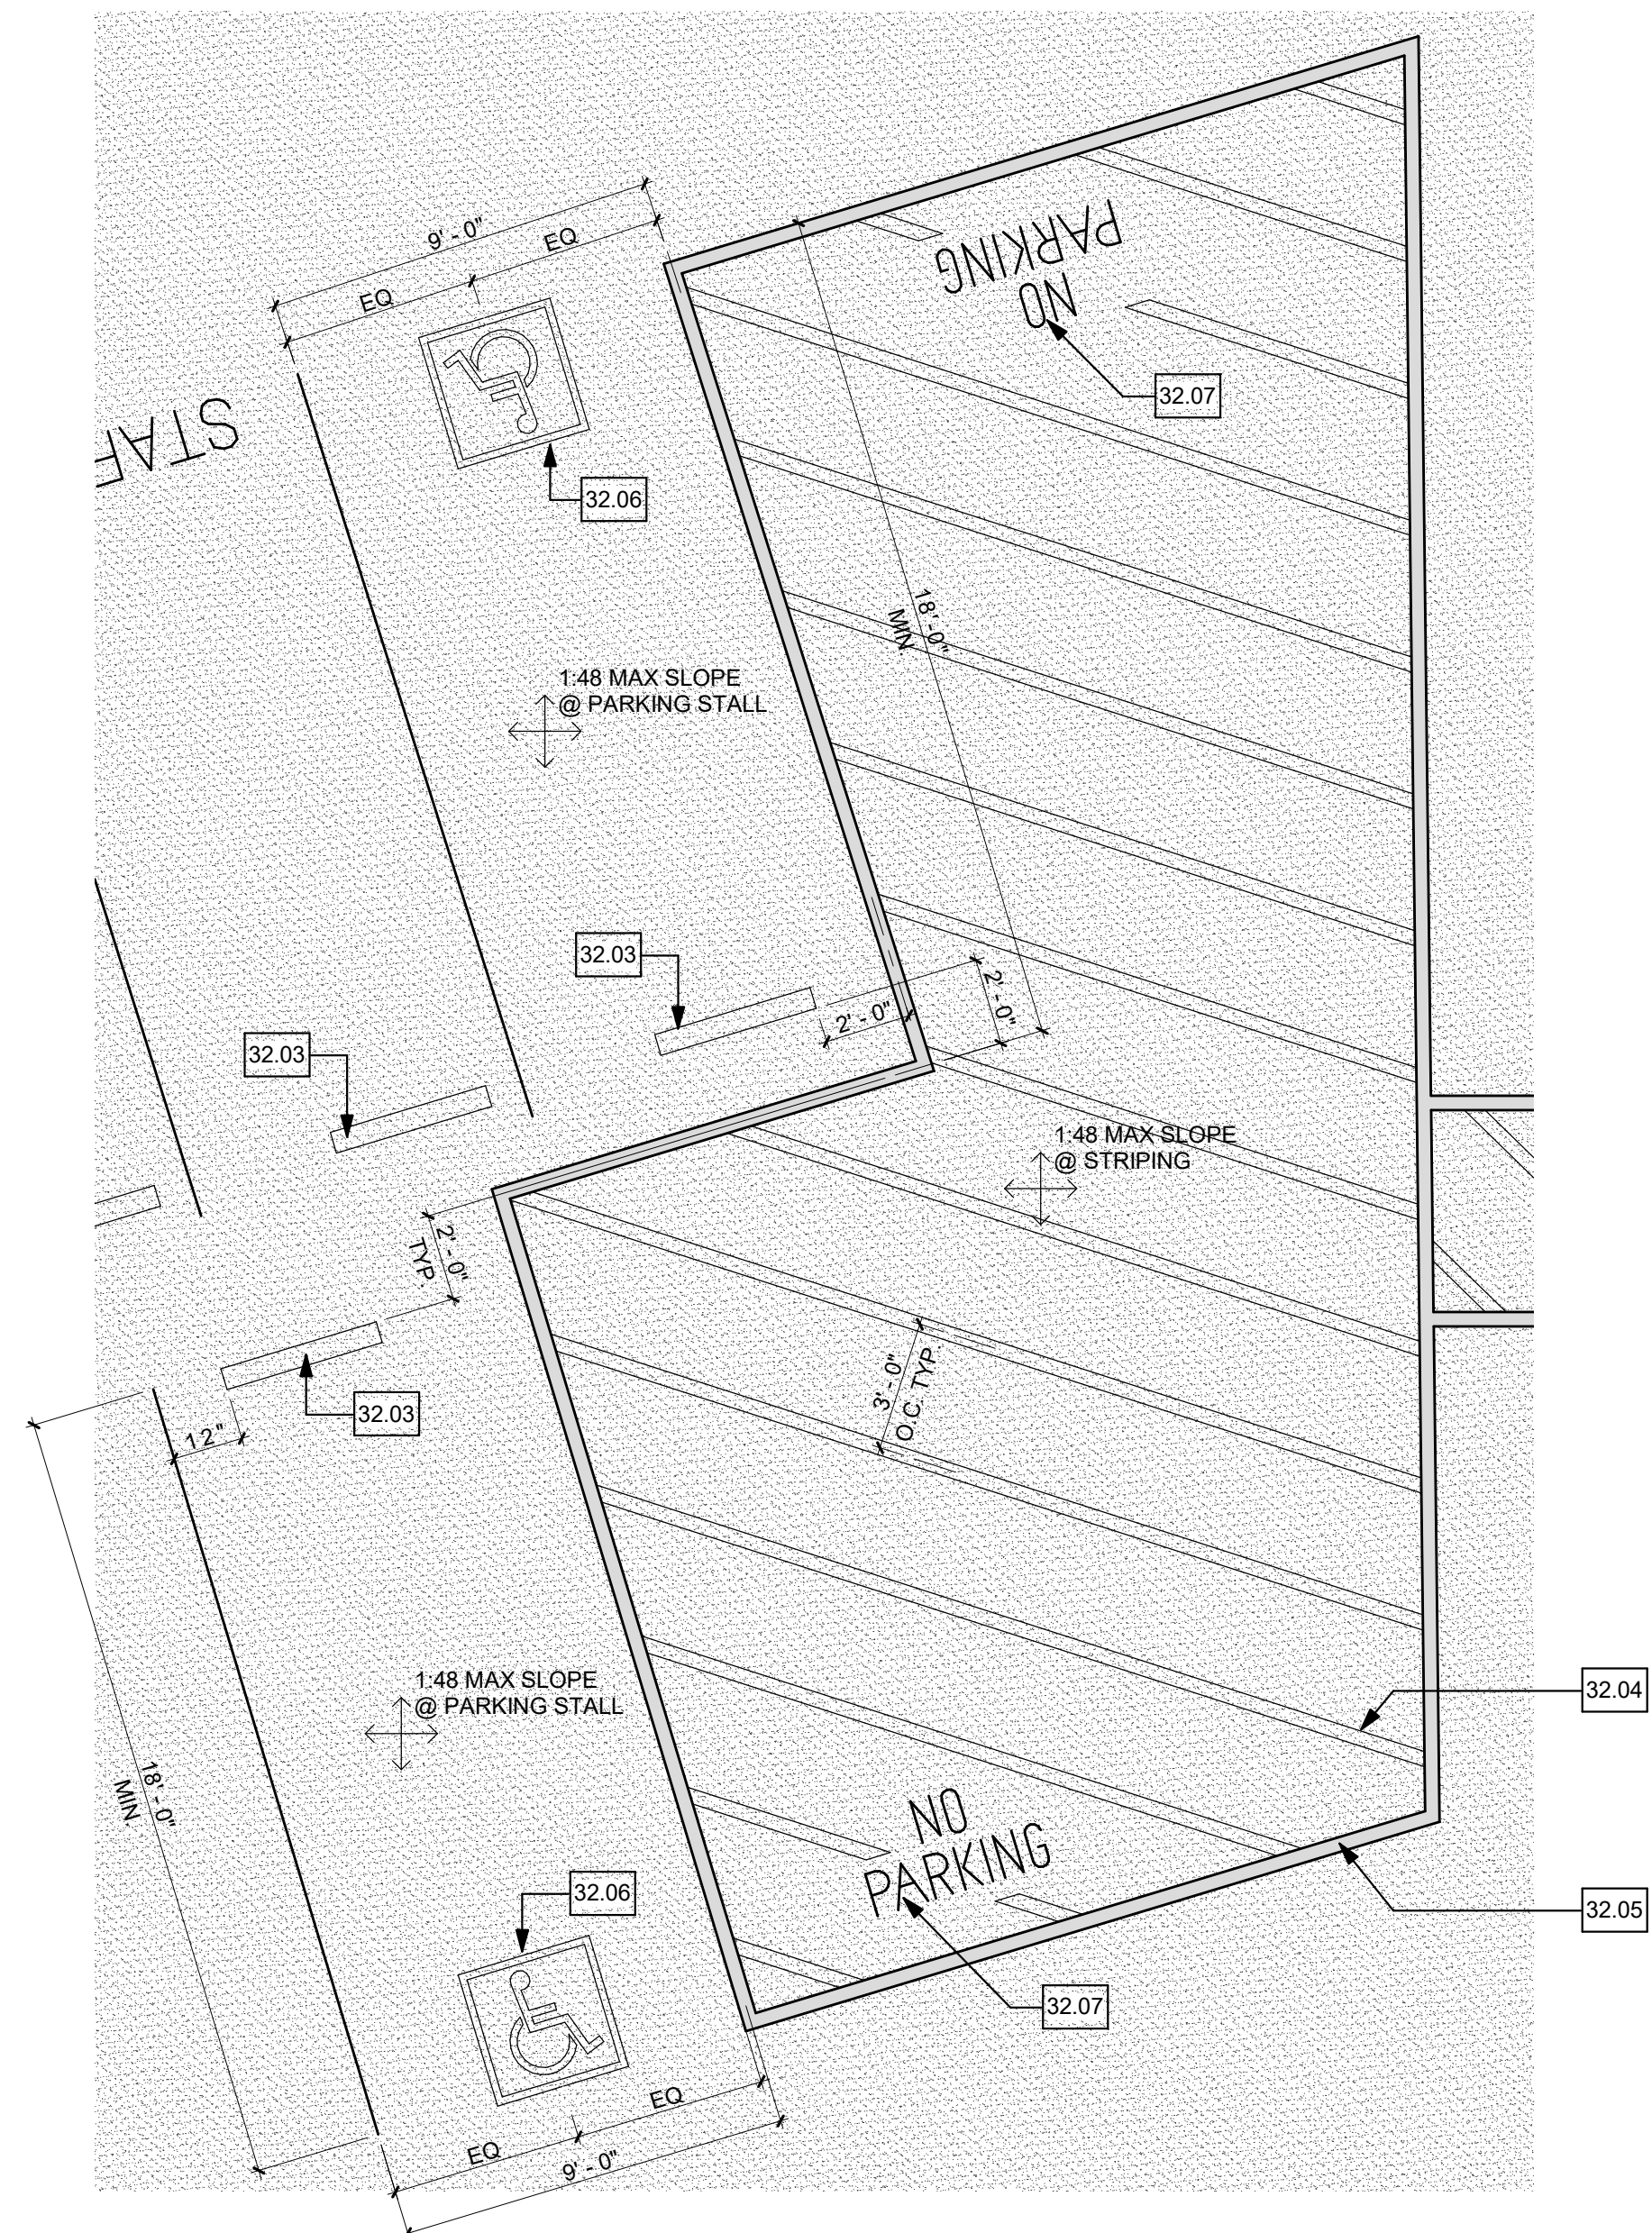 9' - 0"
EQ
EQ
NO
PARKING
32.07
STAF
32.06
18' -0"
MIN.
1:48 MAX SLOPE
@ PARKING STALL
32.03
2' - 0"
2' - 0"
32.03
1:48 MAX SLOPE
@ STRIPING
2' - 0"
TYP.
3' - 0"
O.C. TYP.
32.03
12"
1:48 MAX SLOPE
@ PARKING STALL
32.04
18' - 0"
MIN.
NO
PARKING
32.06
32.05
32.07
EQ
EQ
9' - 0"